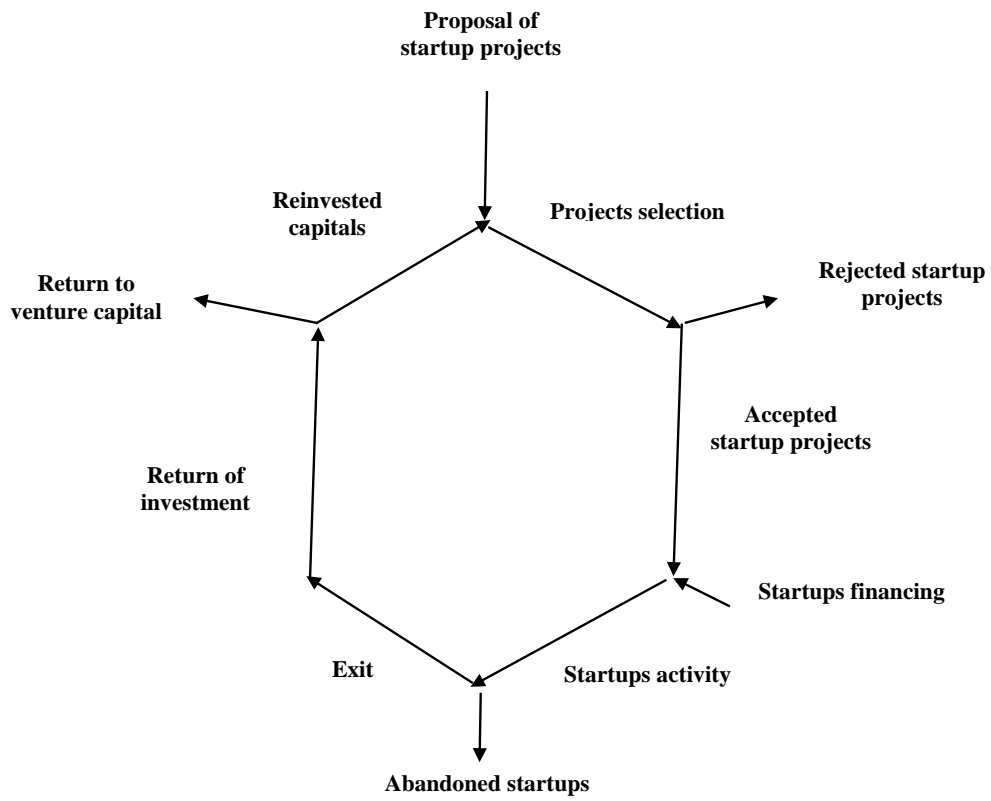 Proposal of
startup projects
Reinvested
capitals
Projects selection
Return to
venture capital
Rejected startup
projects
Accepted
startup projects
Return of
investment
Startups financing
Exit
Startups activity
Abandoned startups